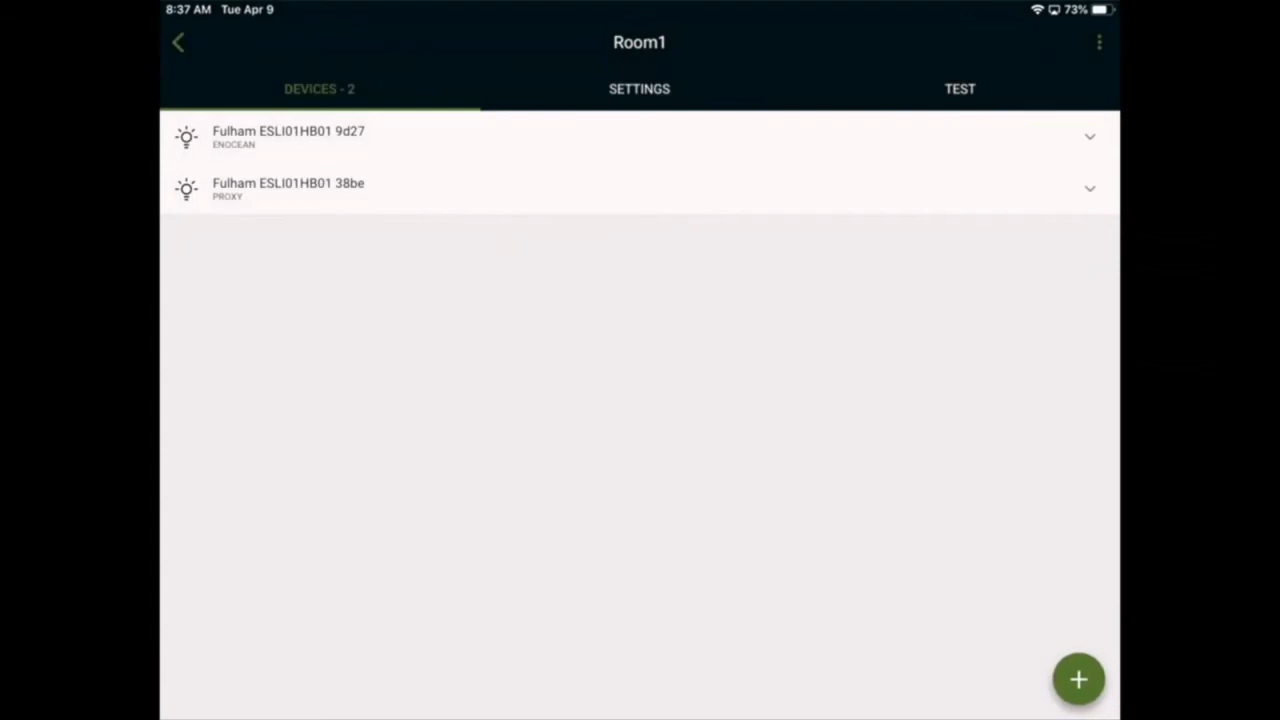 8:37 AM Tue Apr 9 73%
Room1
DEVICES - 2 SETTINGS TEST
Fulham ESLI01HB01 9d27
ENOCEAN
Fulham ESLI01HB01 38be
PROXY